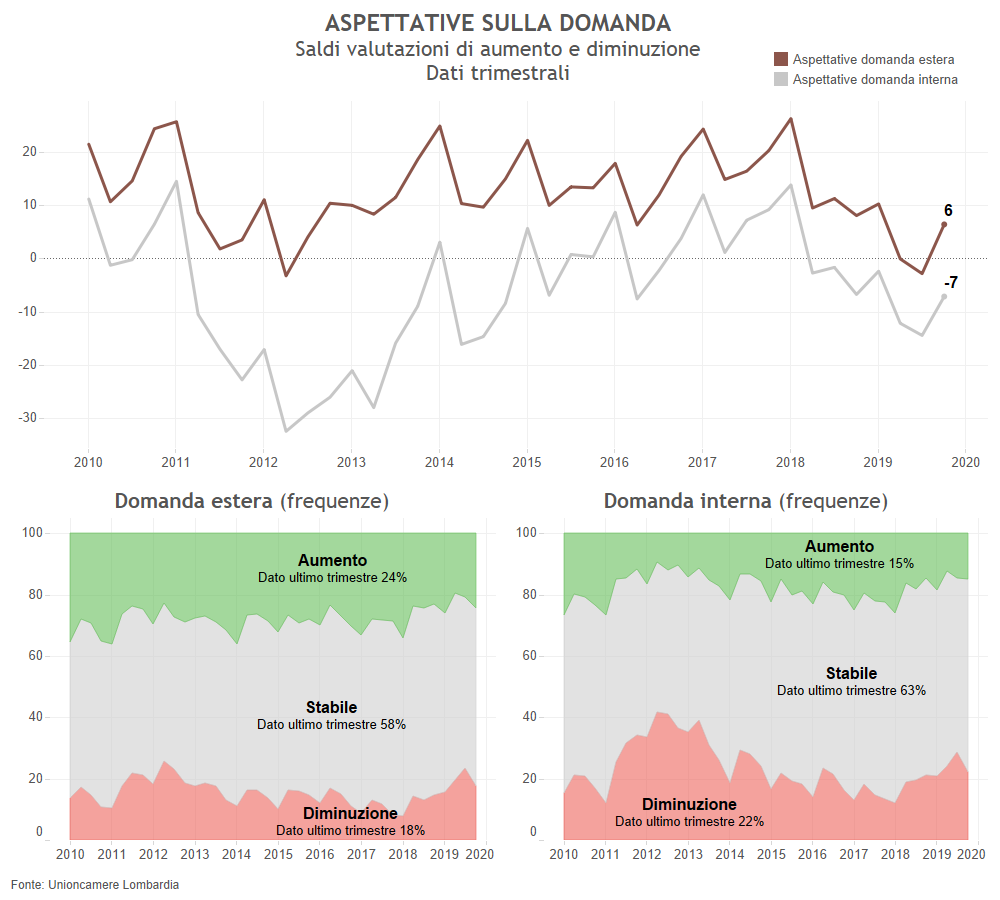 ASPETTATIVE SULLA DOMANDA
Saldi valutazioni di aumento e diminuzione
Dati trimestrali
Aspettative domanda estera
Aspettative domanda interna
20
10
0
-10
-20
-30
6
-7
2010 2011 2012 2013 2014 2015 2016 2017 2018 2019 2020
Domanda estera (frequenze)
100
80
60
40
20
0
Aumento
Dato ultimo trimestre 24%
Stabile
Dato ultimo trimestre 58%
Diminuzione
Dato ultimo trimestre 18%
2010 2011 2012 2013 2014 2015 2016 2017 2018 2019 2020
Domanda interna (frequenze)
100
80
60
40
20
0
Aumento
Dato ultimo trimestre 15%
Stabile
Dato ultimo trimestre 63%
Diminuzione
Dato ultimo trimestre 22%
2010 2011 2012 2013 2014 2015 2016 2017 2018 2019 2020
Fonte: Unioncamere Lombardia